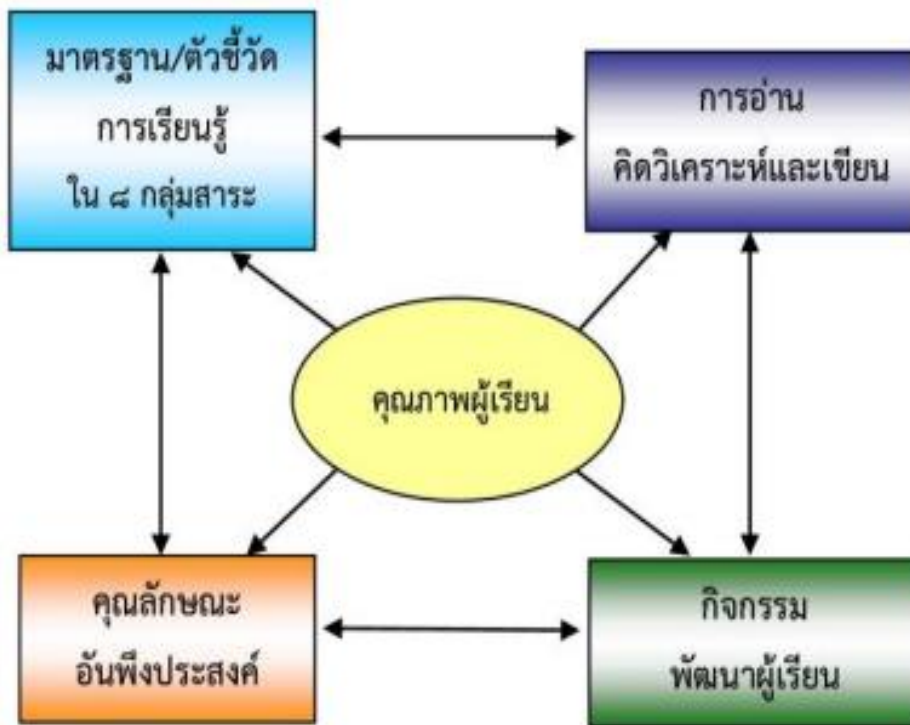 มาตรฐาน/ตัวชี้วัด
การเรียนรู้
ใน ๘ กลุ่มสาระ
การอ่าน
คิดวิเคราะห์และเขียน
คุณภาพผู้เรียน
คุณลักษณะ
อันพึงประสงค์
กิจกรรม
พัฒนาผู้เรียน